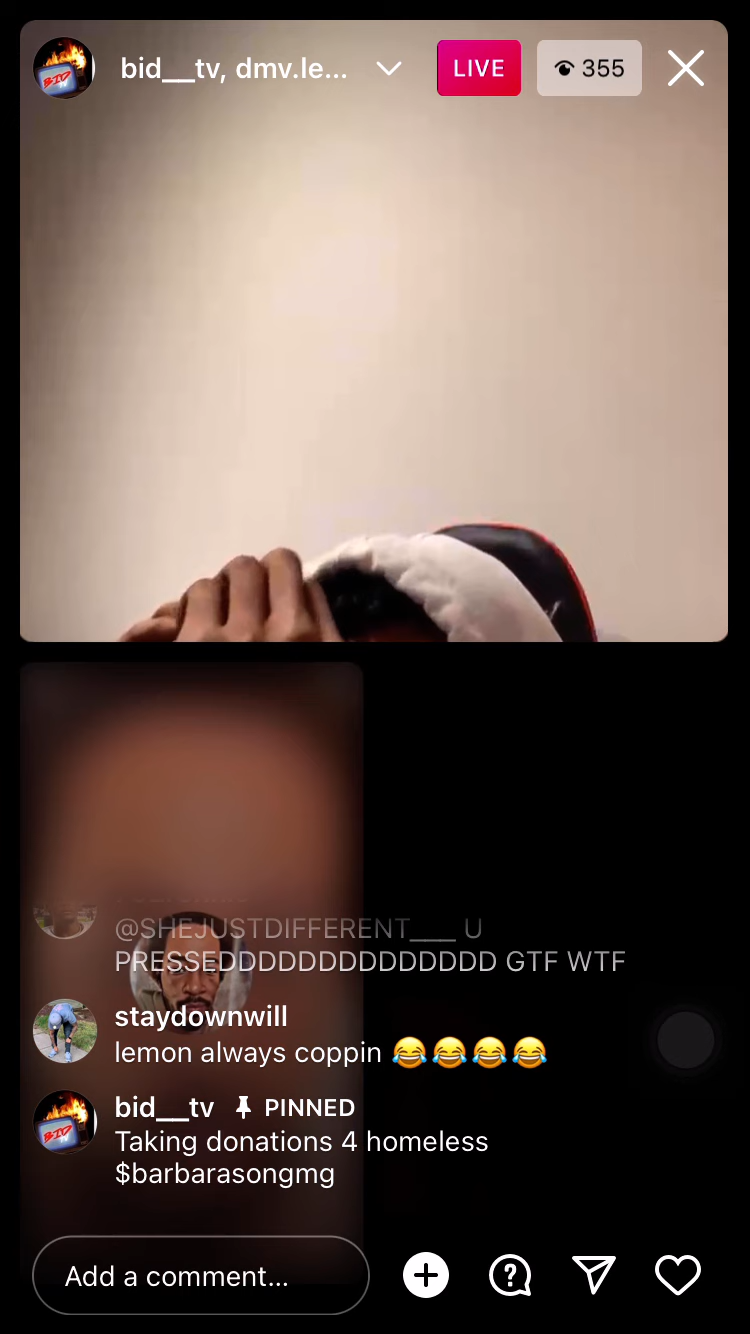 bid__tv, dmv.le...
LIVE
355
@SHEJUSTDIFFERENT___ U
PRESSEDDDDDDDDDDDDDDD GTF WTF
staydownwill
lemon always coppin 😂😂😂😂
bid__tv PINNED
Taking donations 4 homeless
$barbarasongmg
Add a comment...